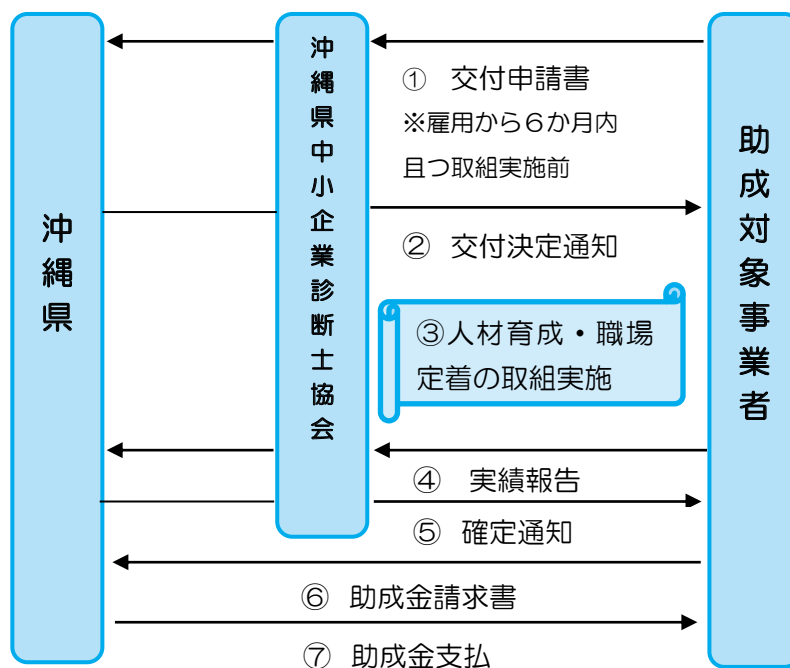 沖縄県
沖縄県中小企業診断士協会
助成対象事業者
① 交付申請書
※雇用から６か月内
且つ取組実施前
② 交付決定通知
③人材育成・職場
定着の取組実施
④ 実績報告
⑤ 確定通知
⑥ 助成金請求書
⑦ 助成金支払